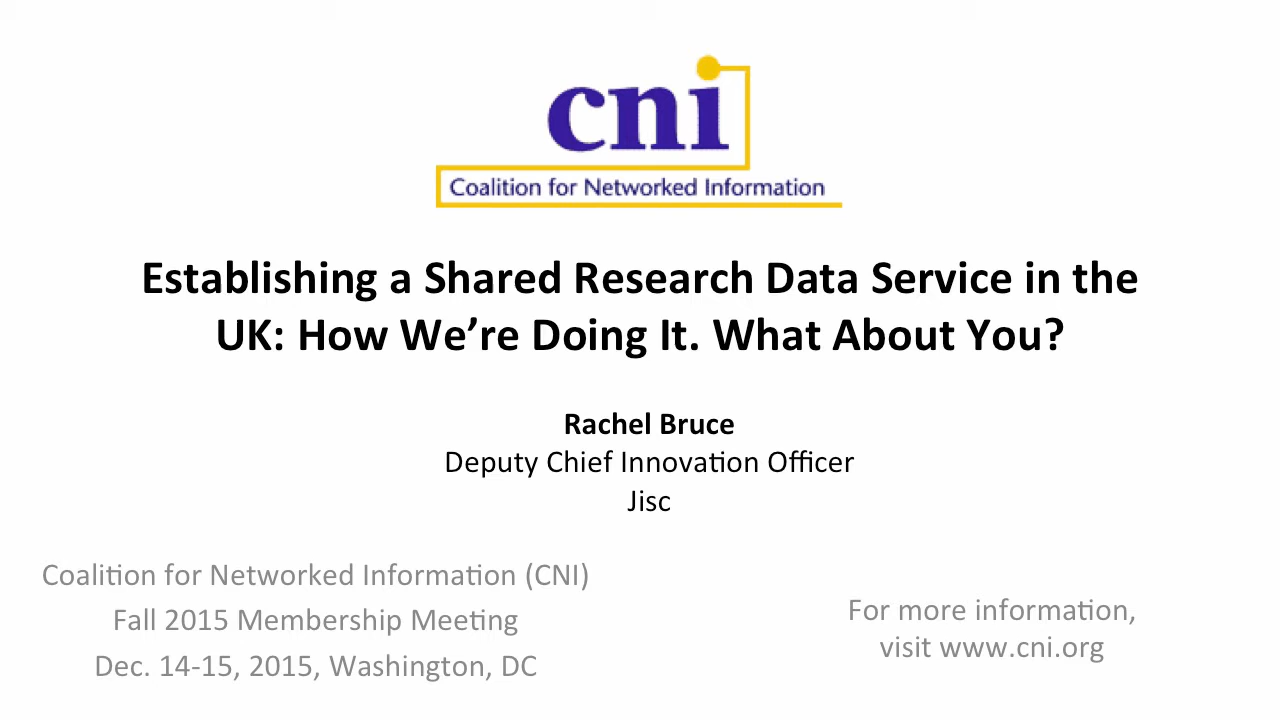 cni
Coalition for Networked Information
Establishing a Shared Research Data Service in the
UK: How We’re Doing It. What About You?
Rachel Bruce
Deputy Chief Innovation Officer
Jisc
Coalition for Networked Information (CNI)
Fall 2015 Membership Meeting
Dec. 14-15, 2015, Washington, DC
For more information,
visit www.cni.org